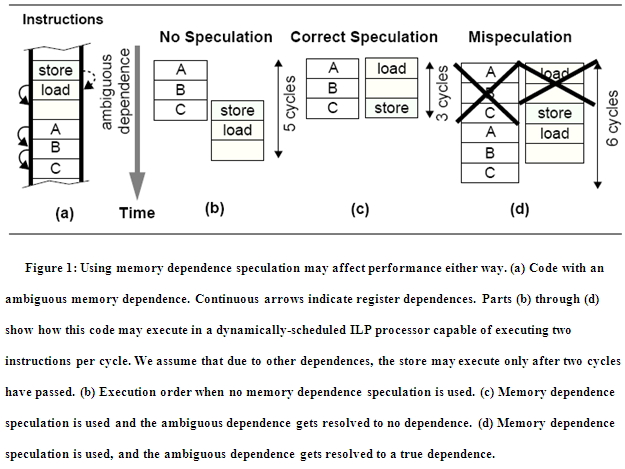 Instructions
No Speculation
Correct Speculation
Mispeculation
store
load
A
B
C
ambiguous
dependence
Time
(a)
A
B
C
store
load
5 cycles
(b)
A
B
C
load
store
3 cycles
(c)
A
B
C
A
B
C
load
store
load
6 cycles
(d)
Figure 1: Using memory dependence speculation may affect performance either way. (a) Code with an
ambiguous memory dependence. Continuous arrows indicate register dependences. Parts (b) through (d)
show how this code may execute in a dynamically-scheduled ILP processor capable of executing two
instructions per cycle. We assume that due to other dependences, the store may execute only after two cycles
have passed. (b) Execution order when no memory dependence speculation is used. (c) Memory dependence
speculation is used and the ambiguous dependence gets resolved to no dependence. (d) Memory dependence
speculation is used, and the ambiguous dependence gets resolved to a true dependence.